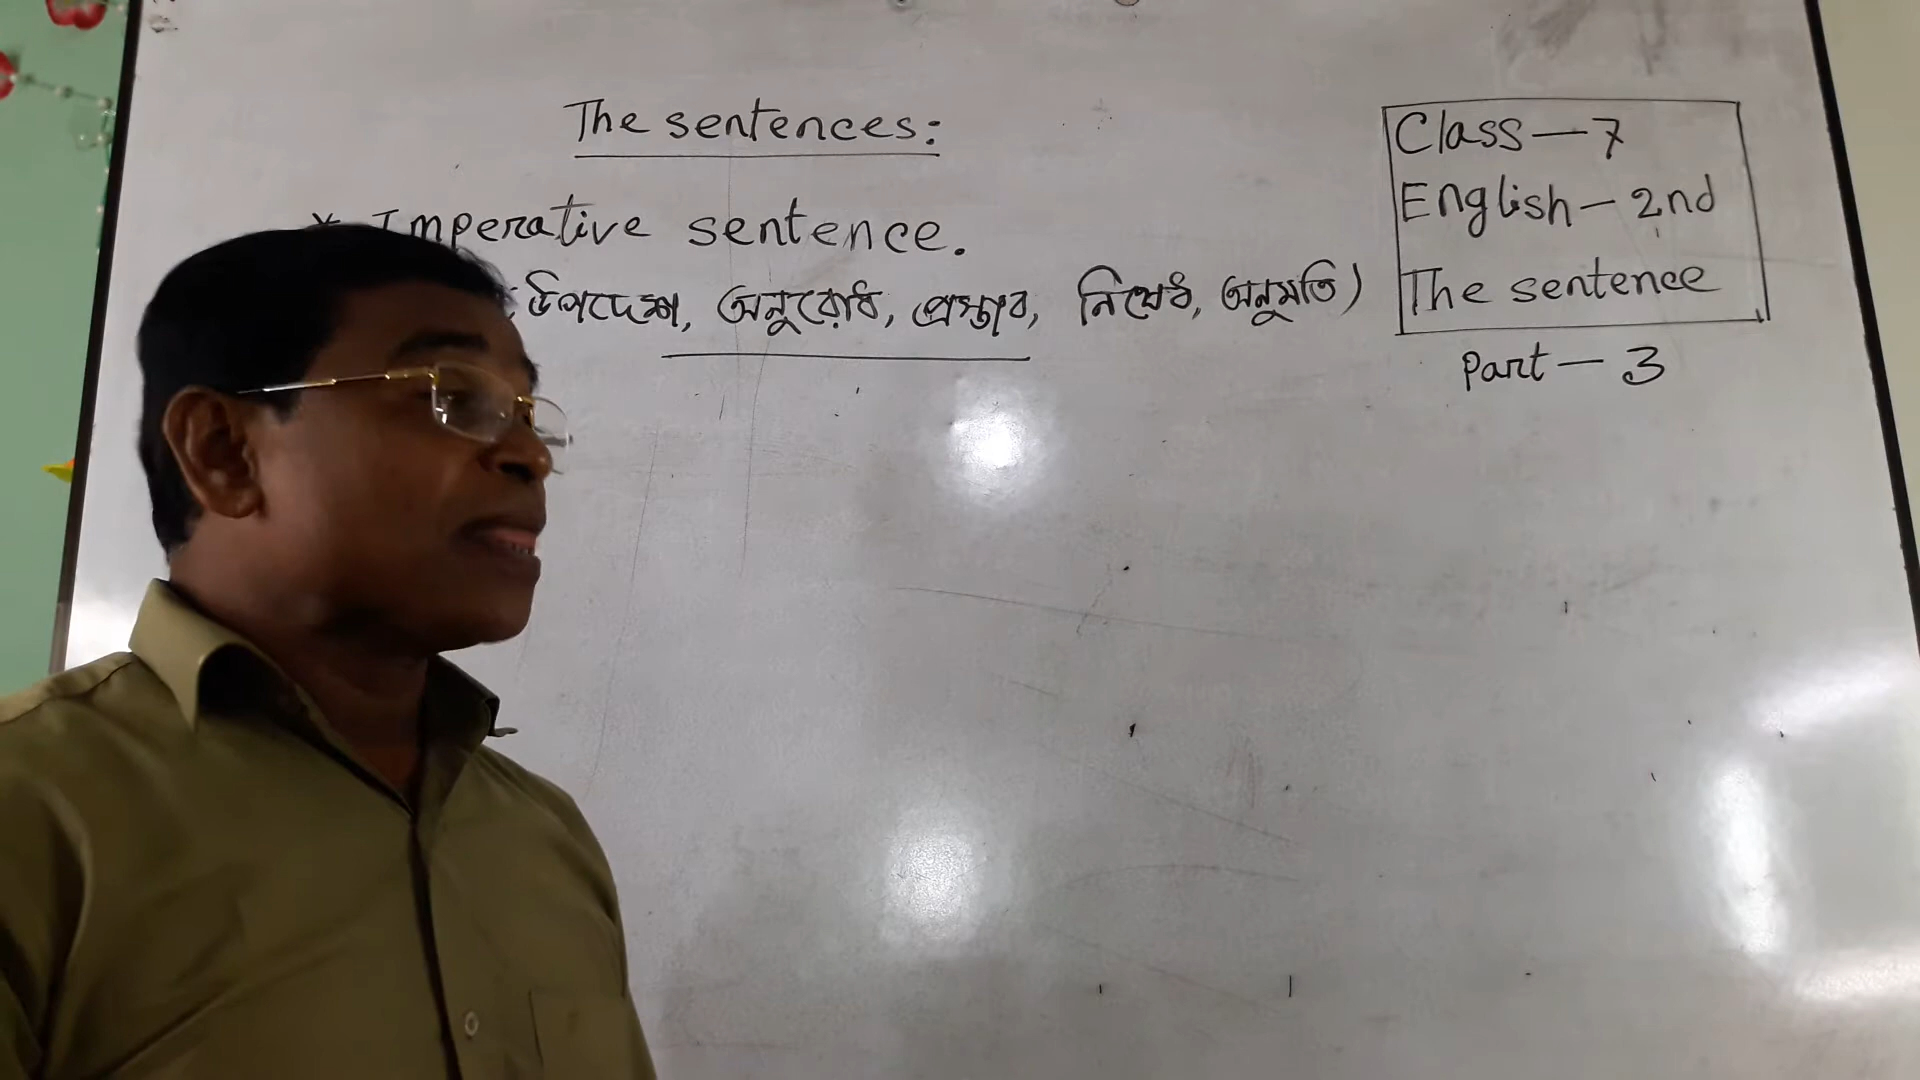 The sentences:
* Imperative sentence.
উপদেশ, অনুরোধ, প্রস্তাব, নিষেধ, অনুমতি)
Class — 7
English — 2nd
The sentence
Part — 3